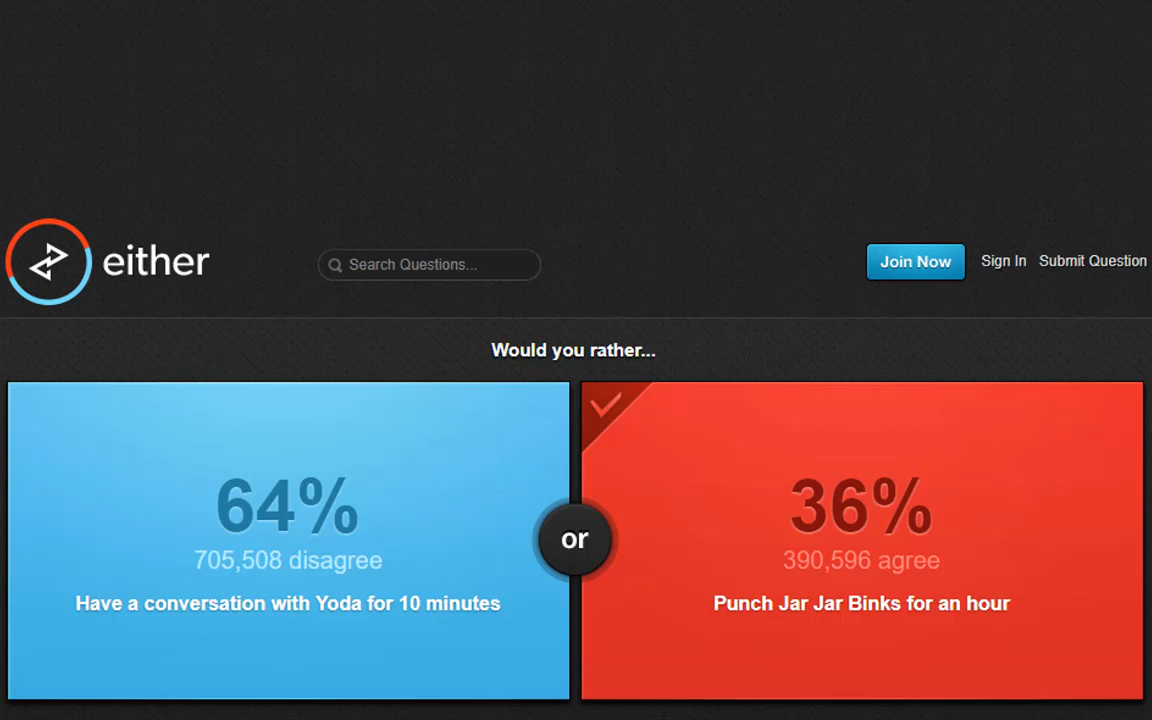 either
Search Questions...
Join Now
Sign In
Submit Question
Would you rather...
64%
705,508 disagree
Have a conversation with Yoda for 10 minutes
or
36%
390,596 agree
Punch Jar Jar Binks for an hour